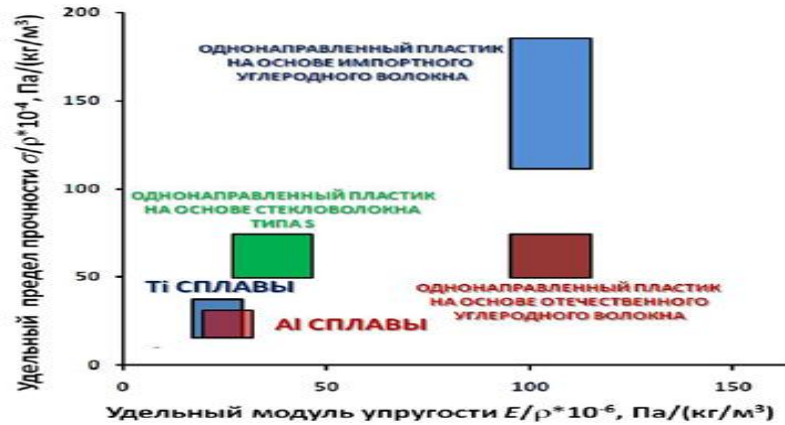 Удельный предел прочности σ/ρ*10⁻⁴, Па/(кг/м³)
200
150
100
50
0
ОДНОНАПРАВЛЕННЫЙ ПЛАСТИК
НА ОСНОВЕ ИМПОРТНОГО
УГЛЕРОДНОГО ВОЛОКНА
ОДНОНАПРАВЛЕННЫЙ ПЛАСТИК
НА ОСНОВЕ СТЕКЛОВОЛОКНА
ТИПА S
Ti СПЛАВЫ
Al СПЛАВЫ
ОДНОНАПРАВЛЕННЫЙ ПЛАСТИК
НА ОСНОВЕ ОТЕЧЕСТВЕННОГО
УГЛЕРОДНОГО ВОЛОКНА
0
50
100
150
Удельный модуль упругости E/ρ*10⁻⁶, Па/(кг/м³)